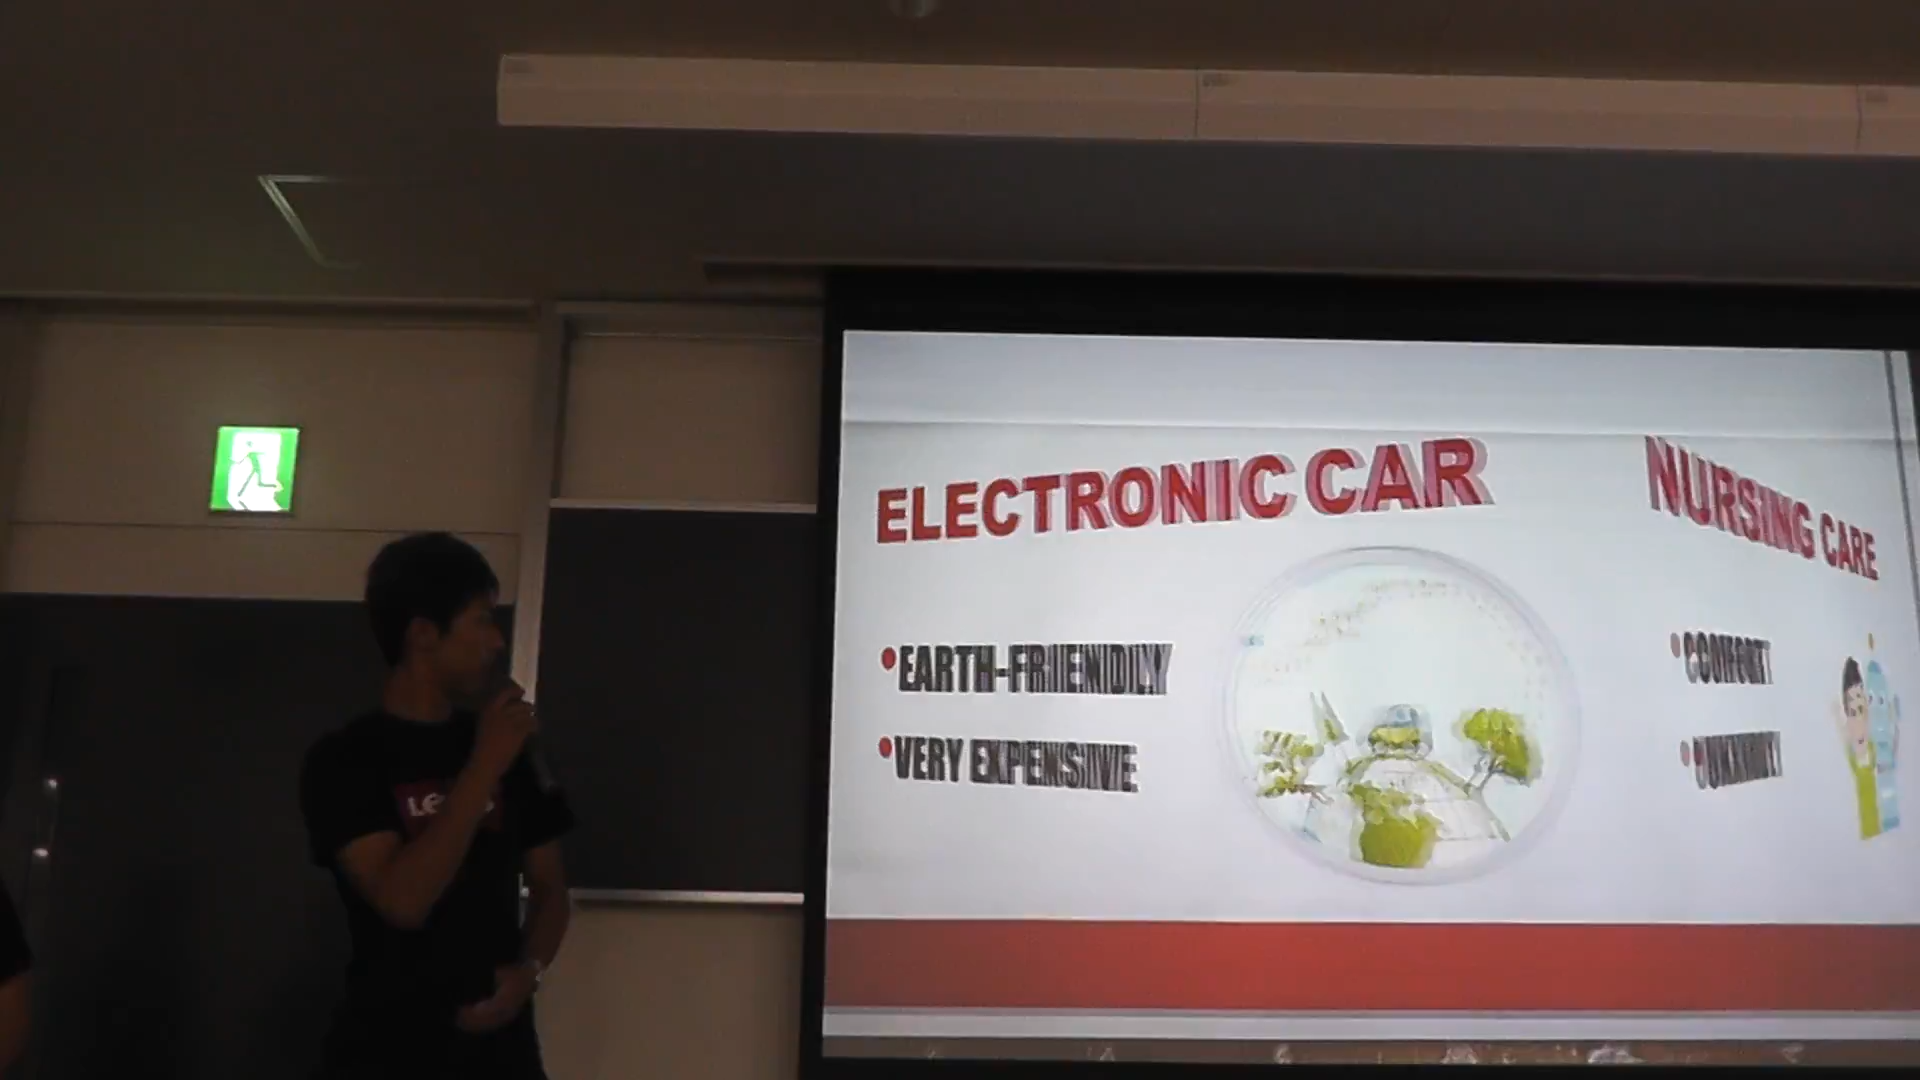 ELECTRONIC CAR
EARTH-FRIENDLY
VERY EXPENSIVE
NURSING CARE
COMFORT